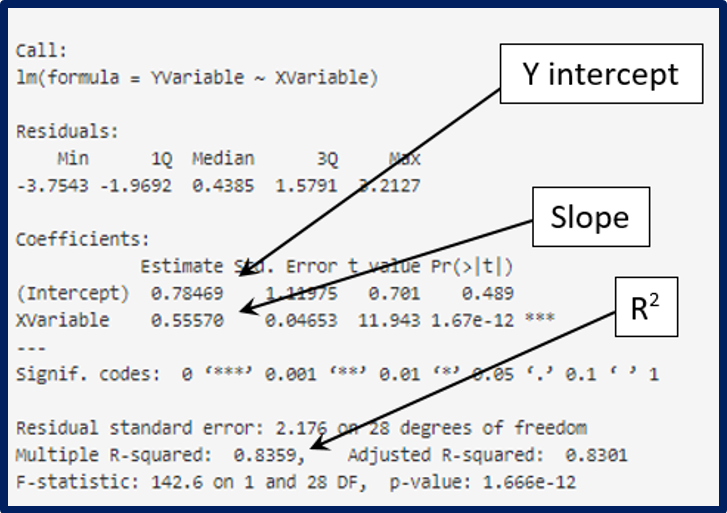 Call:
lm(formula = YVariable ~ XVariable)
Y intercept
Residuals:
Min 1Q Median 3Q Max
-3.7543 -1.9692 0.4385 1.5791 3.2127
Slope
Coefficients:
Estimate Std. Error t value Pr(>|t|)
(Intercept) 0.78469 1.11975 0.701 0.489
XVariable 0.55570 0.04653 11.943 1.67e-12 ***
R²
---
Signif. codes: 0 ‘***’ 0.001 ‘**’ 0.01 ‘*’ 0.05 ‘.’ 0.1 ‘ ’ 1
Residual standard error: 2.176 on 28 degrees of freedom
Multiple R-squared: 0.8359, Adjusted R-squared: 0.8301
F-statistic: 142.6 on 1 and 28 DF, p-value: 1.666e-12